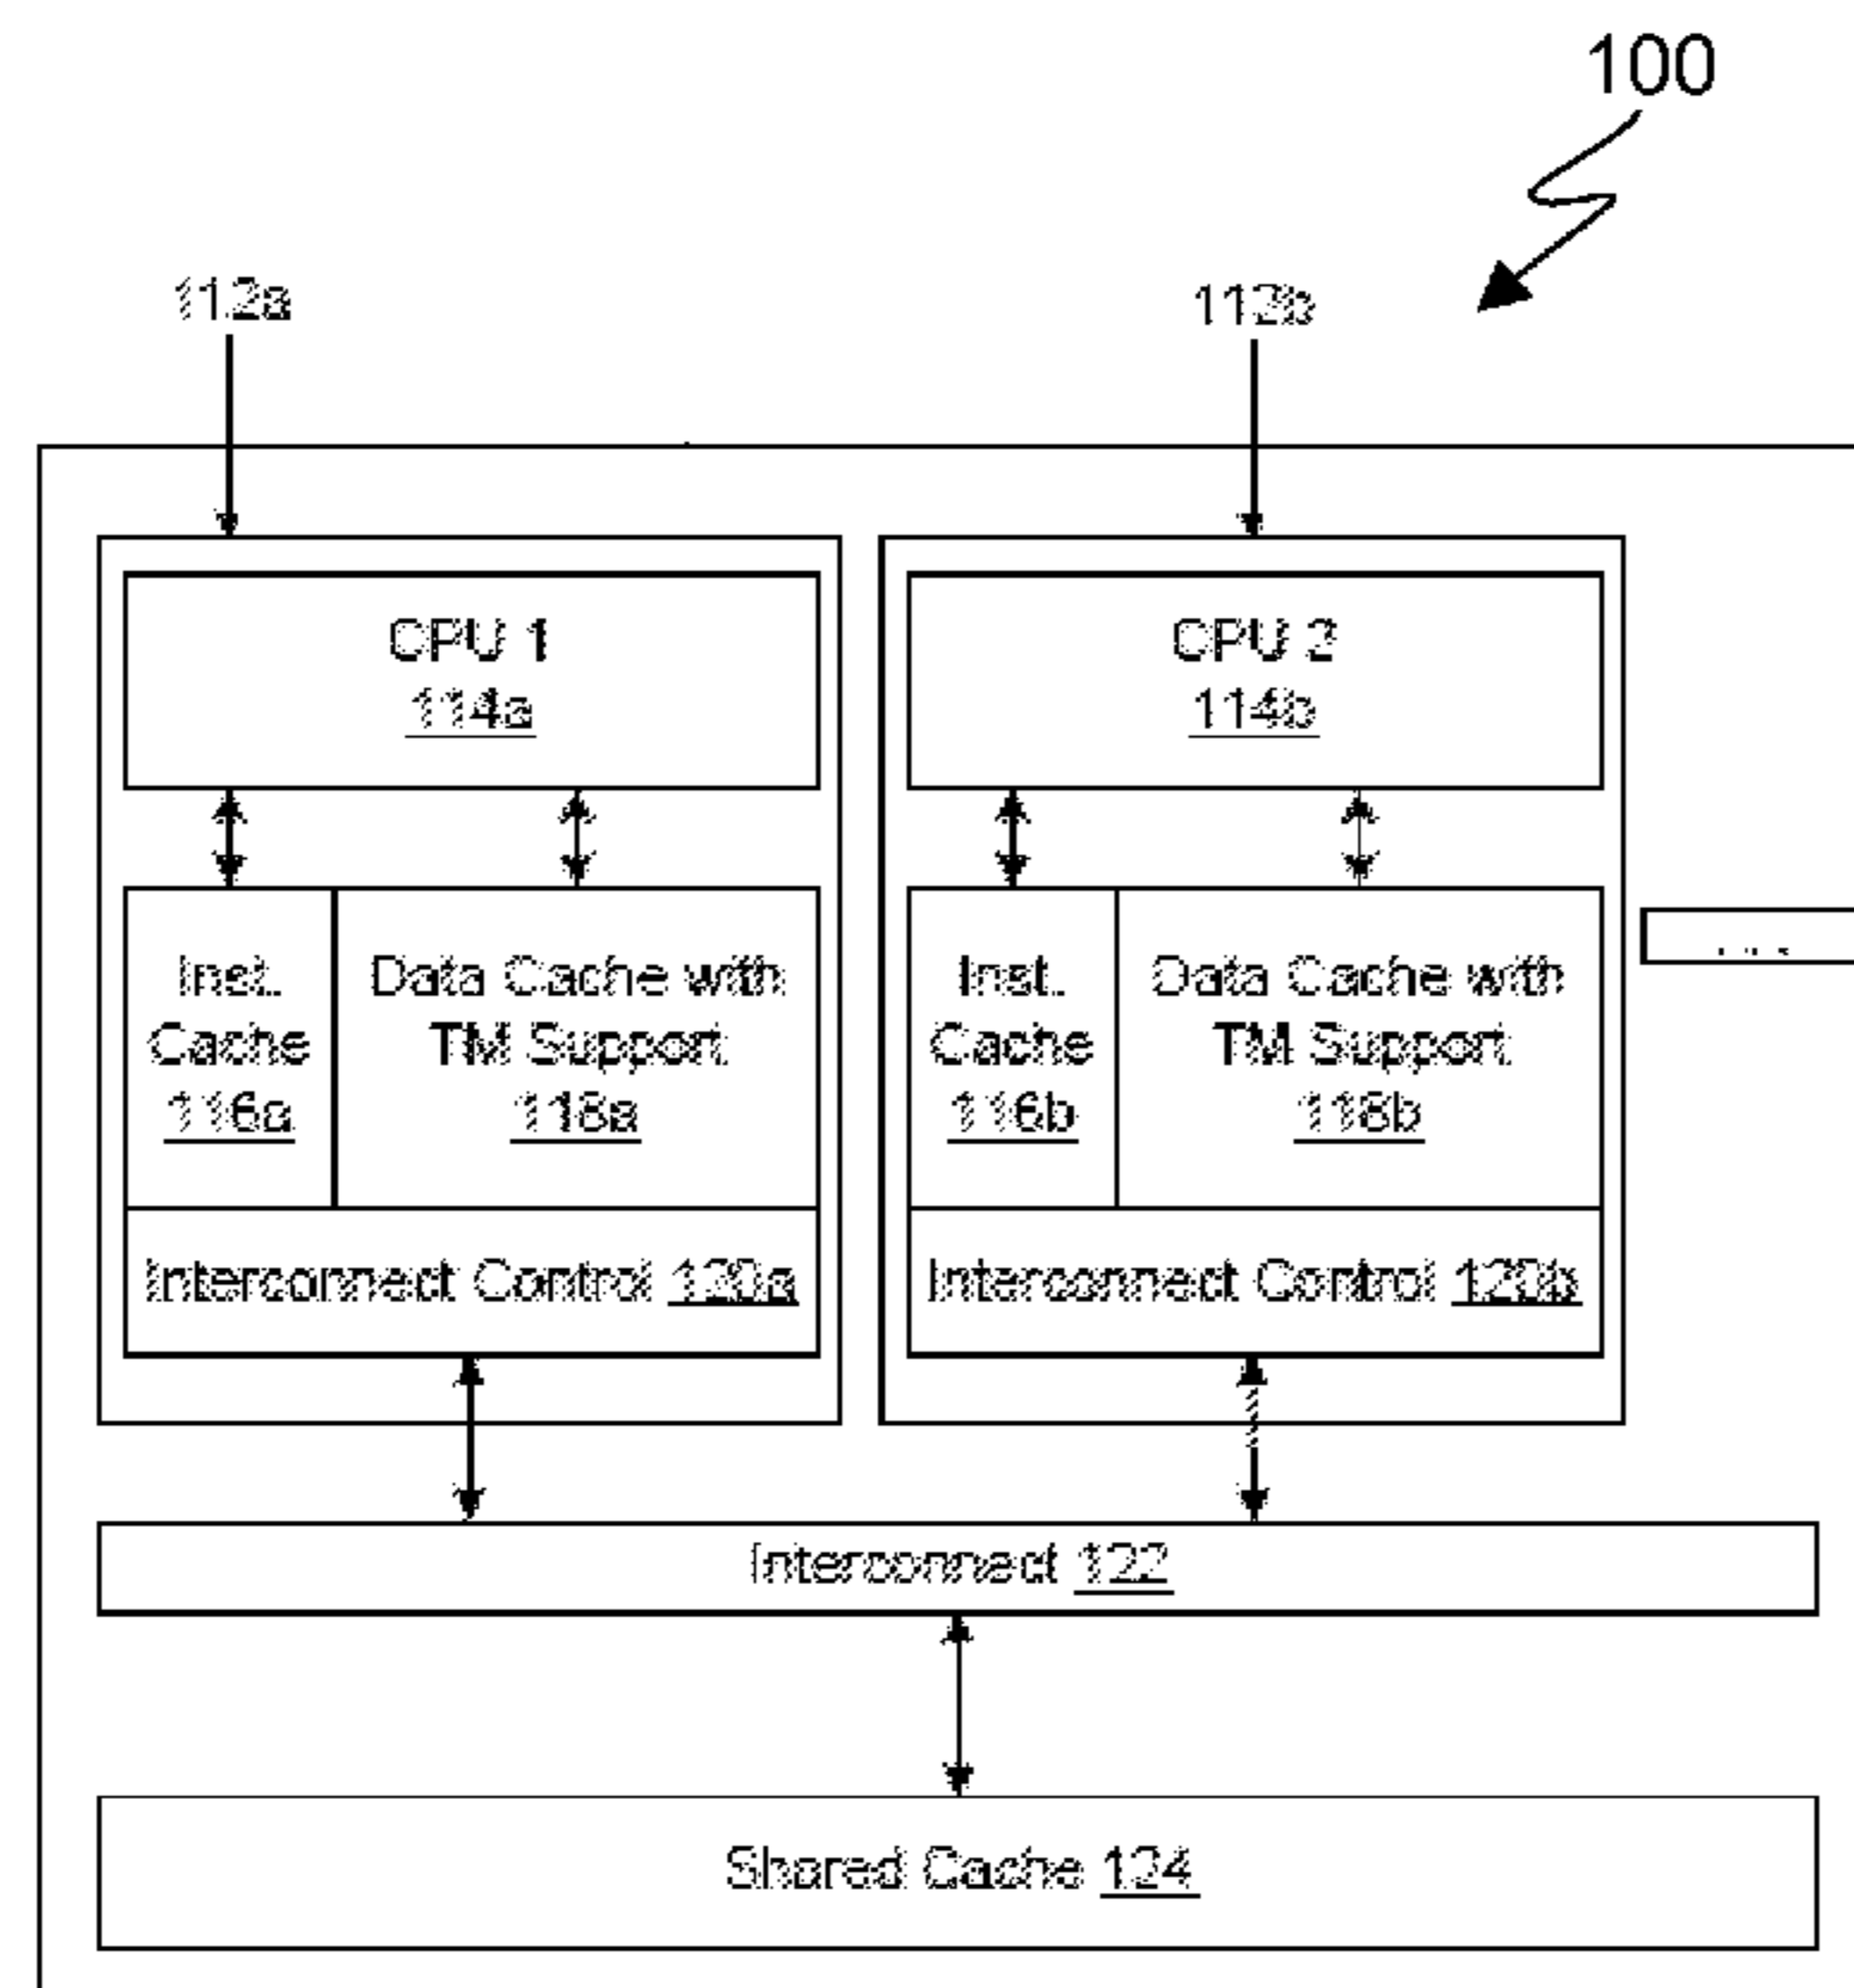 100
112a
112b
CPU 1
114a
CPU 2
114b
Inst.
Cache
116a
Data Cache with
TM Support
118a
Inst.
Cache
116b
Data Cache with
TM Support
118b
...
Interconnect Control 120a
Interconnect Control 120b
Interconnect 122
Shared Cache 124